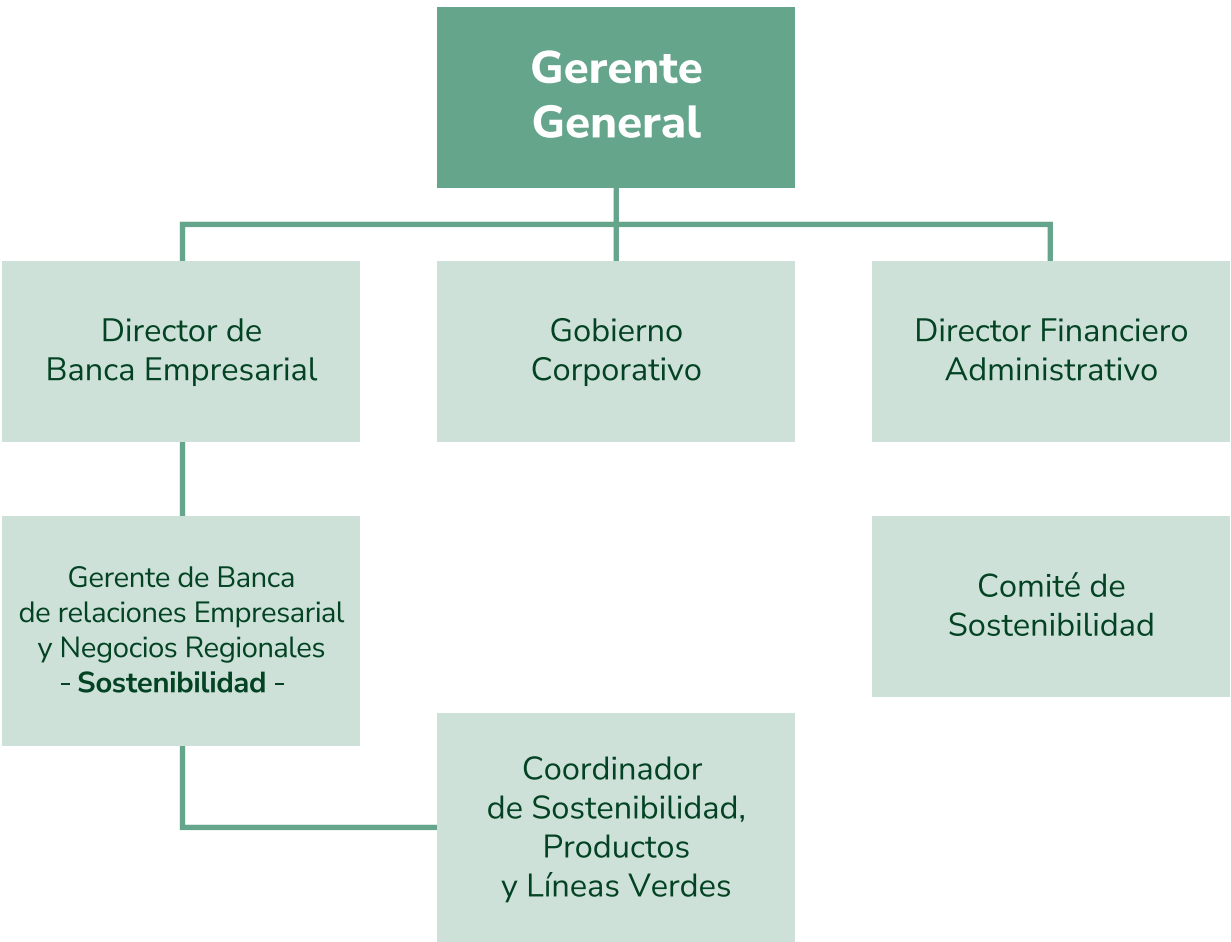 Gerente
General
Director de
Banca Empresarial
Gobierno
Corporativo
Director Financiero
Administrativo
Gerente de Banca
de relaciones Empresarial
y Negocios Regionales
- Sostenibilidad -
Comité de
Sostenibilidad
Coordinador
de Sostenibilidad,
Productos
y Líneas Verdes